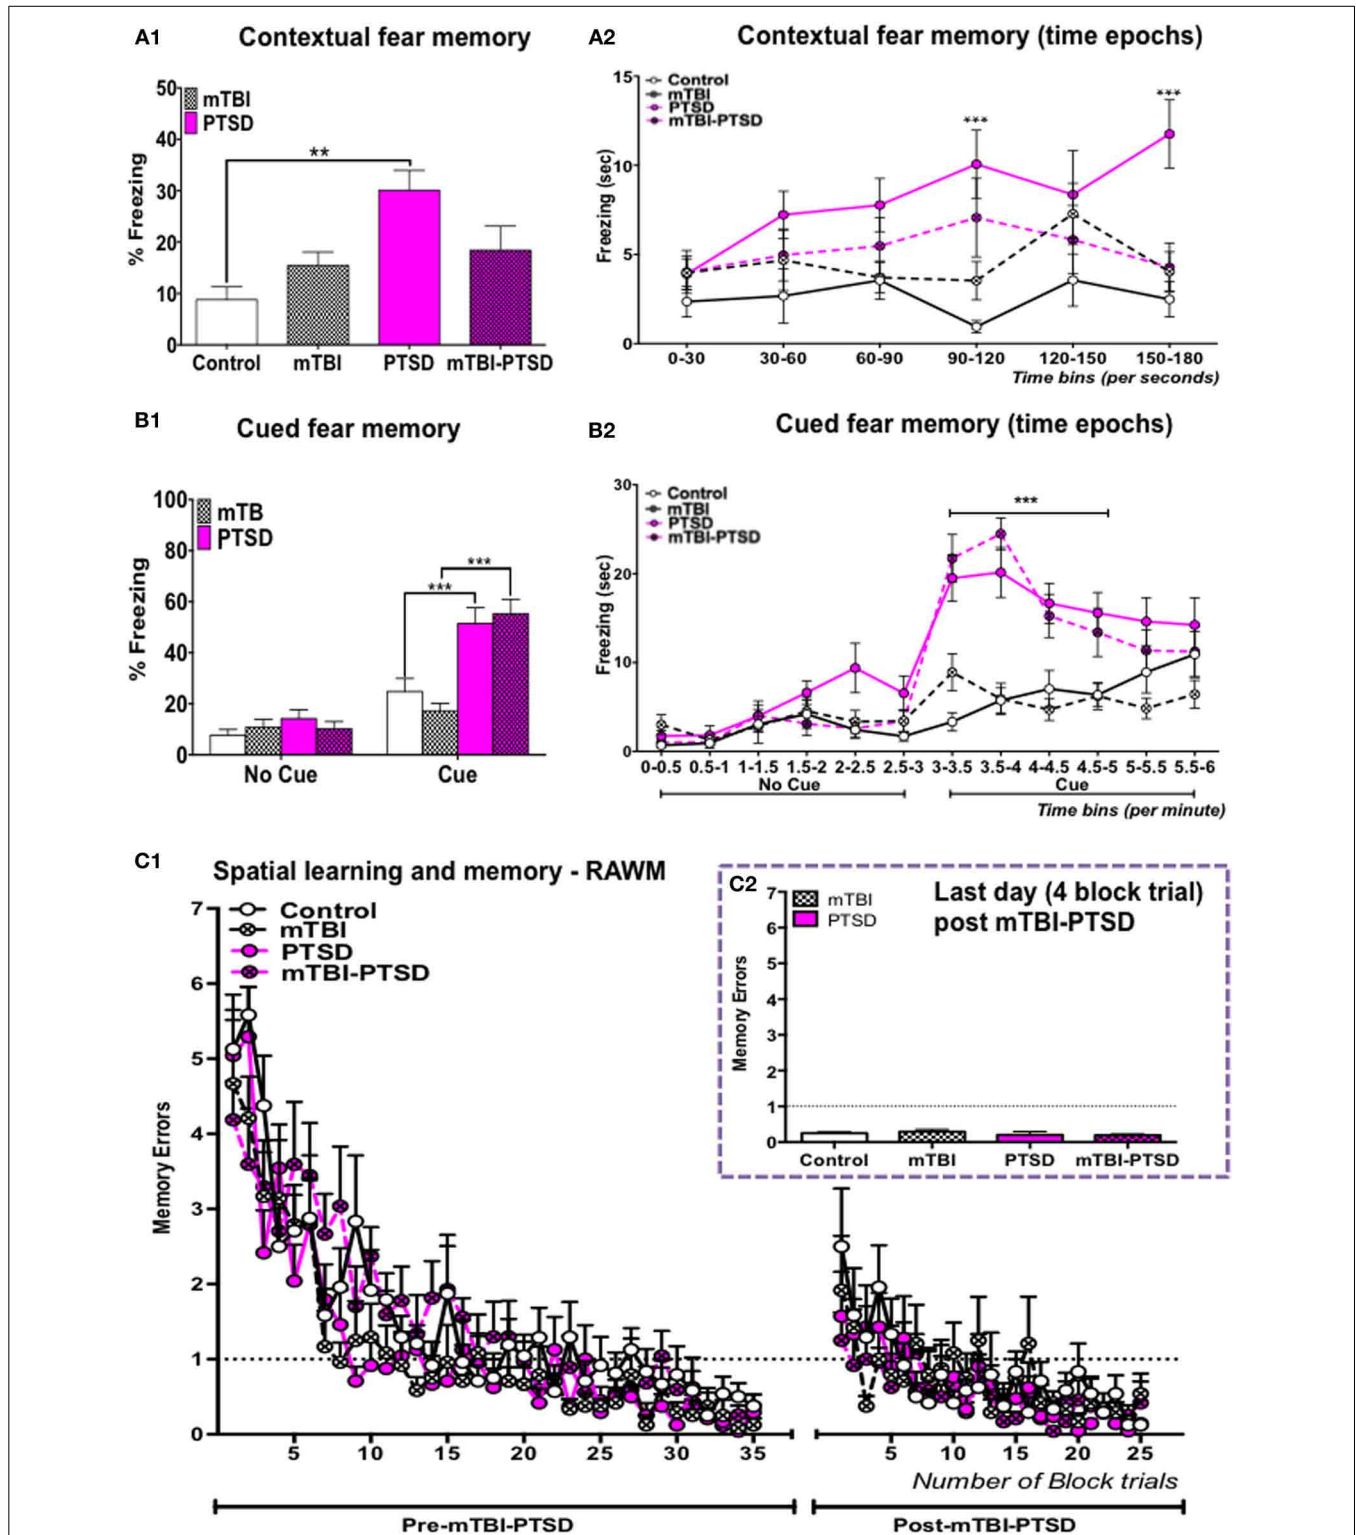 A1
Contextual fear memory
50
40
30
20
10
0
% Freezing
mTBI
PTSD
**
Control mTBI PTSD mTBI-PTSD
A2
Contextual fear memory (time epochs)
15
10
5
0
Freezing (sec)
Control
mTBI
PTSD
mTBI-PTSD
***
***
0-30 30-60 60-90 90-120 120-150 150-180
Time bins (per seconds)
B1
Cued fear memory
100
80
60
40
20
0
% Freezing
mTB
PTSD
***
***
No Cue Cue
B2
Cued fear memory (time epochs)
30
20
10
0
Freezing (sec)
Control
mTBI
PTSD
mTBI-PTSD
***
0-0.5 0.5-1 1-1.5 1.5-2 2-2.5 2.5-3 3-3.5 3.5-4 4-4.5 4.5-5 5-5.5 5.5-6
No Cue Cue
Time bins (per minute)
C1
Spatial learning and memory - RAWM
7
6
5
4
3
2
1
0
Memory Errors
Control
mTBI
PTSD
mTBI-PTSD
5 10 15 20 25 30 35
5 10 15 20 25
Number of Block trials
Pre-mTBI-PTSD
Post-mTBI-PTSD
C2
Last day (4 block trial)
post mTBI-PTSD
7
6
5
4
3
2
1
0
Memory Errors
mTBI
PTSD
Control mTBI PTSD mTBI-PTSD